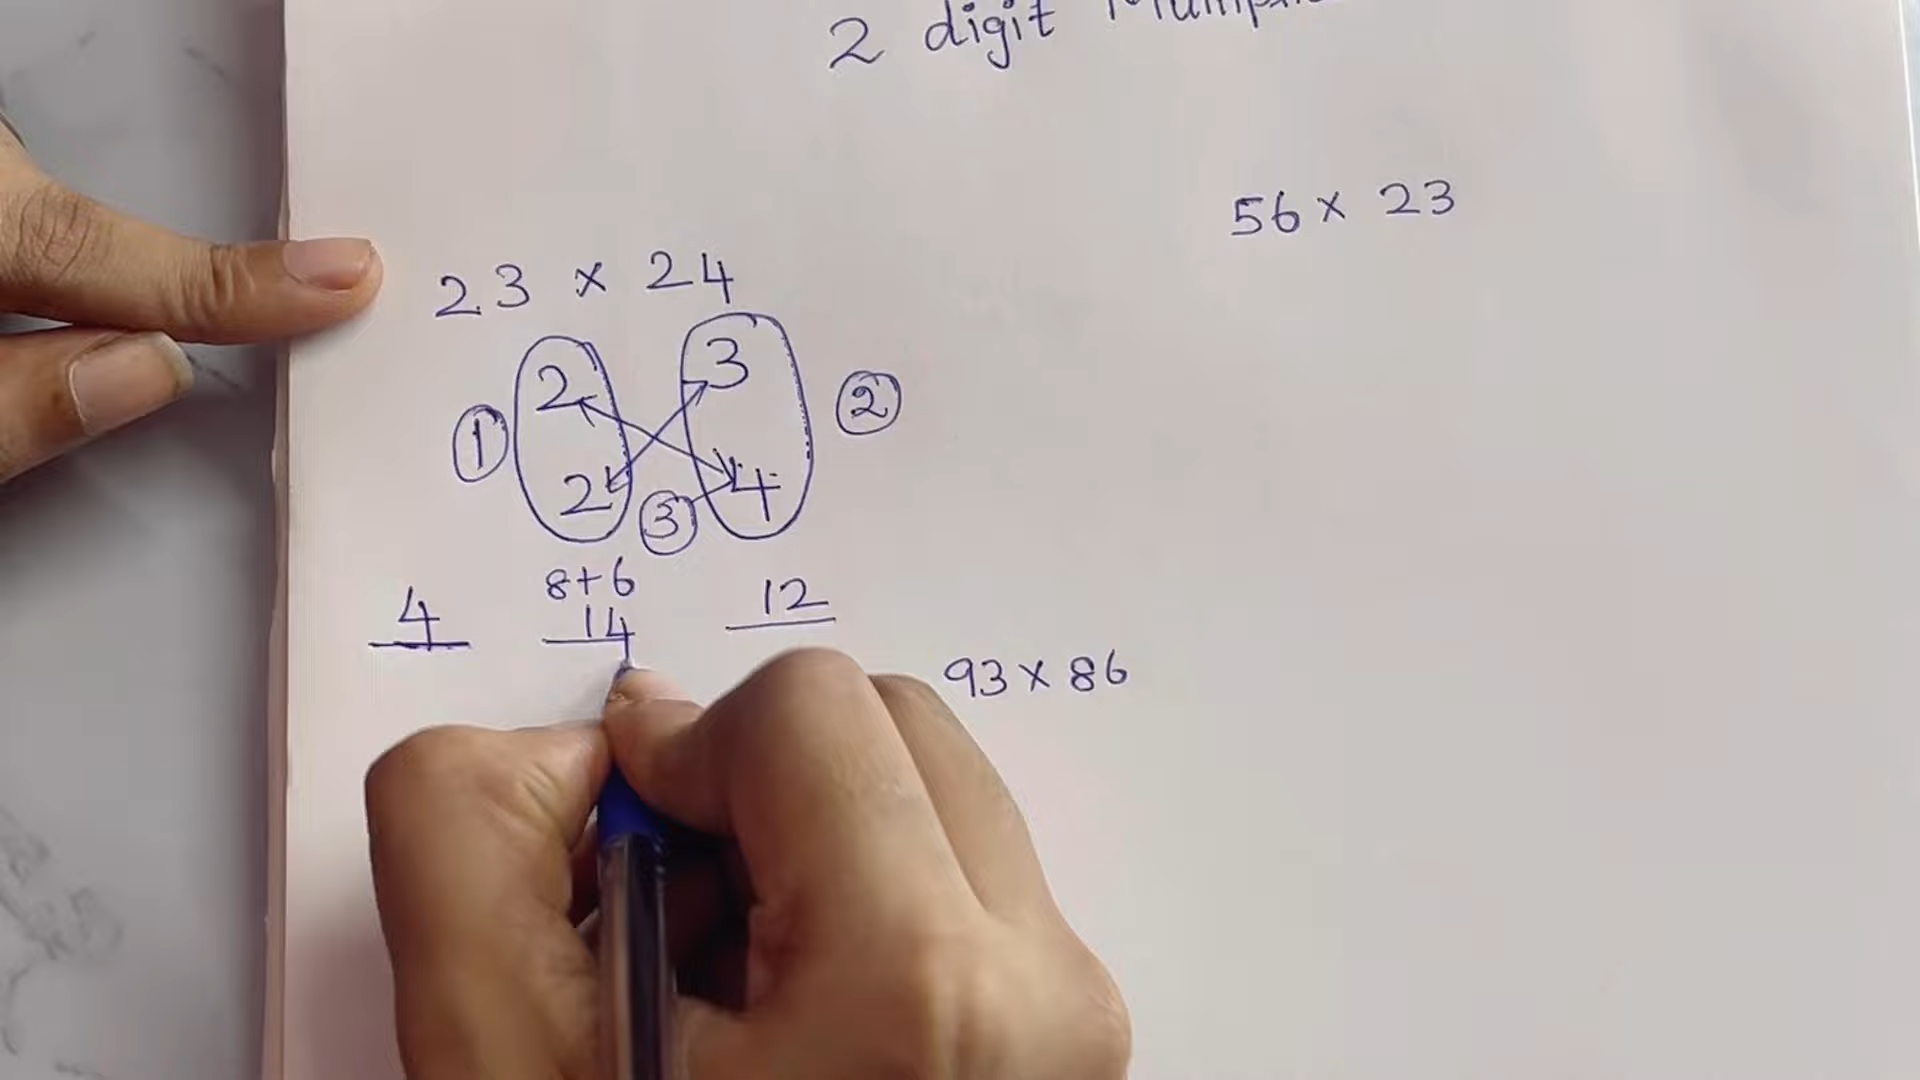 2 digit
56 x 23
23 x 24
2 3
① ②
2 ③ 4
8+6
4 14 12
93 x 86